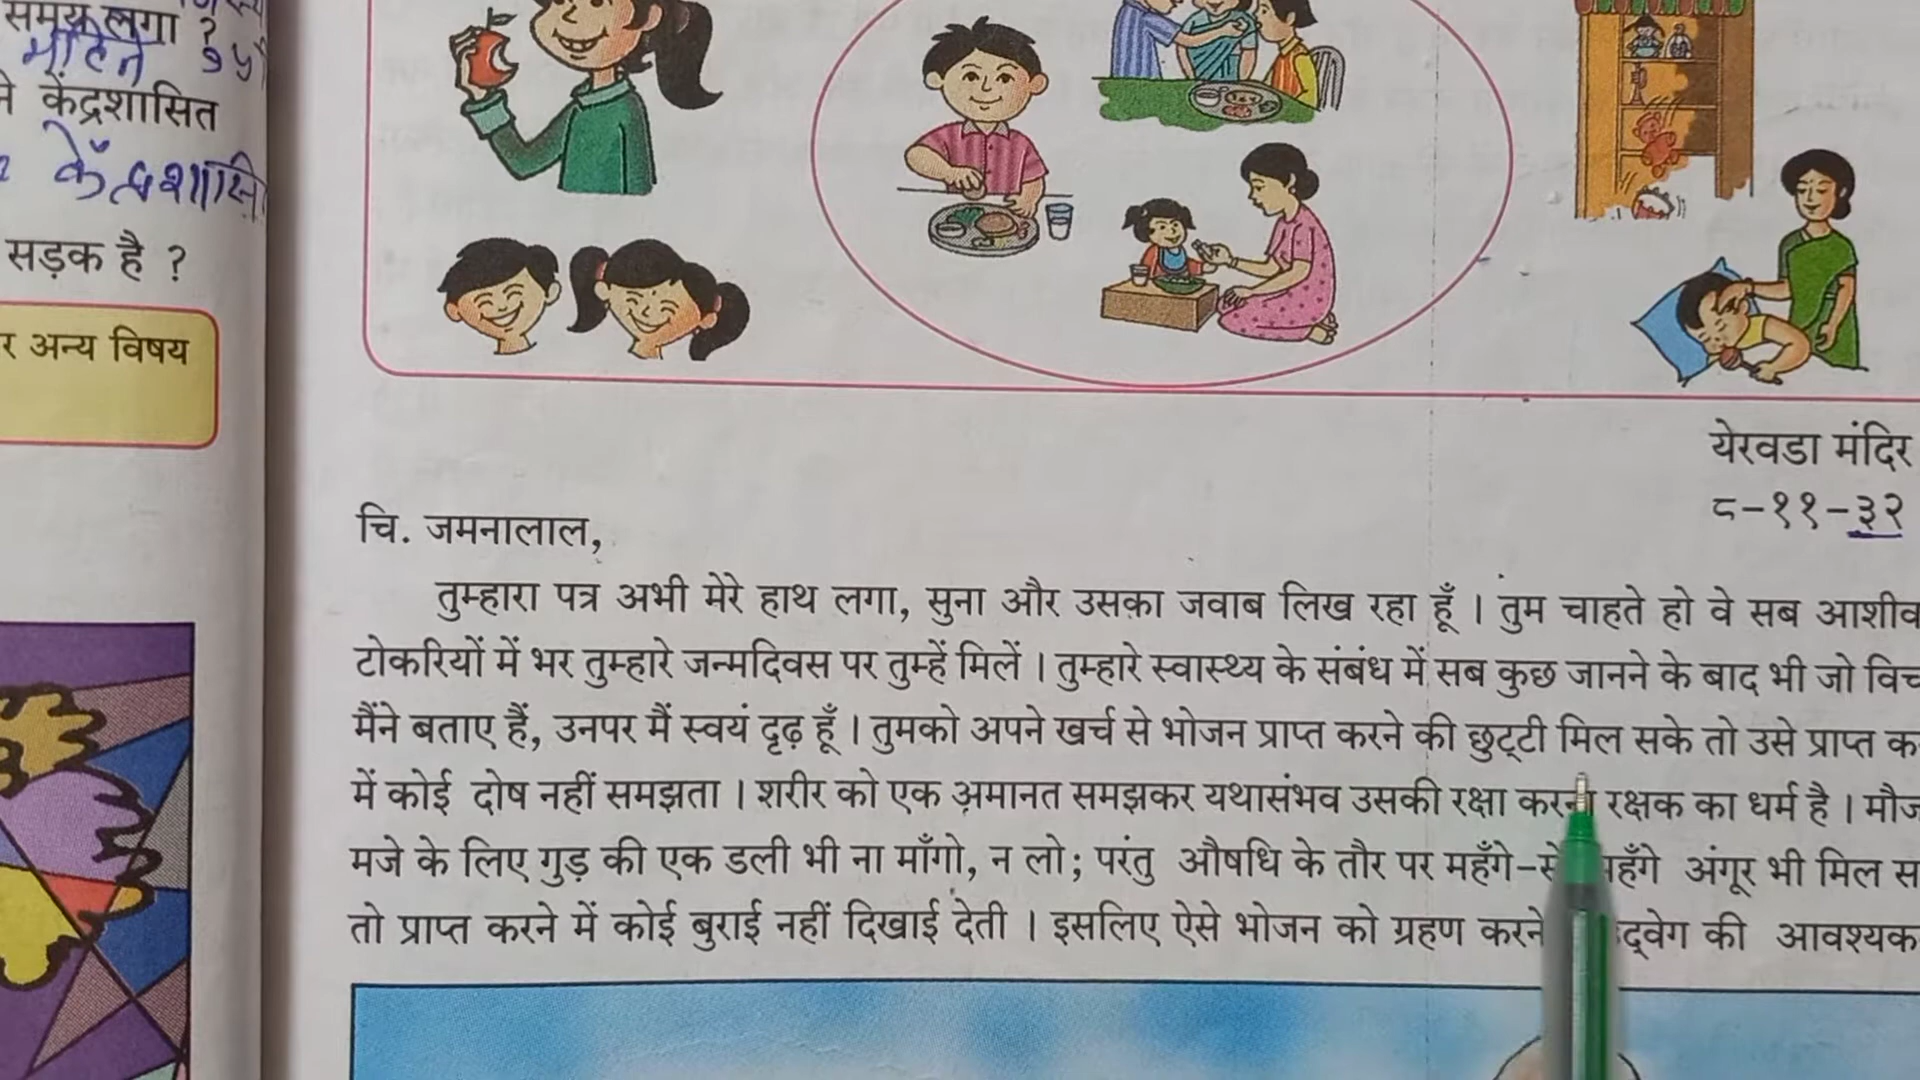 समय लगा ?
केंद्रशासित
केंद्रशासि
सड़क है ?
र अन्य विषय
येरवडा मंदिर
८-११-३२
चि. जमनालाल,
तुम्हारा पत्र अभी मेरे हाथ लगा, सुना और उसका जवाब लिख रहा हूँ । तुम चाहते हो वे सब आशीव
टोकरियों में भर तुम्हारे जन्मदिवस पर तुम्हें मिलें । तुम्हारे स्वास्थ्य के संबंध में सब कुछ जानने के बाद भी जो विच
मैंने बताए हैं, उनपर मैं स्वयं दृढ़ हूँ । तुमको अपने खर्च से भोजन प्राप्त करने की छुट्टी मिल सके तो उसे प्राप्त क
में कोई दोष नहीं समझता । शरीर को एक अमानत समझकर यथासंभव उसकी रक्षा करना रक्षक का धर्म है । मौज
मजे के लिए गुड़ की एक डली भी ना माँगो, न लो; परंतु औषधि के तौर पर महँगे-से महँगे अंगूर भी मिल स
तो प्राप्त करने में कोई बुराई नहीं दिखाई देती । इसलिए ऐसे भोजन को ग्रहण करने द्वेग की आवश्यक